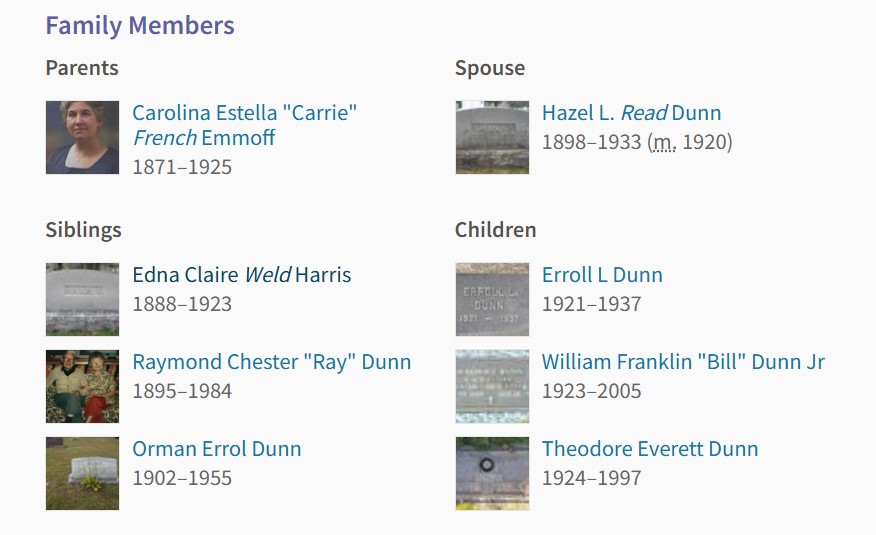 Family Members
Parents
Carolina Estella "Carrie"
French Emmoff
1871–1925
Siblings
Edna Claire Weld Harris
1888–1923
Raymond Chester "Ray" Dunn
1895–1984
Orman Errol Dunn
1902–1955
Spouse
Hazel L. Read Dunn
1898–1933 (m. 1920)
Children
Erroll L Dunn
1921–1937
ERROLL L.
DUNN
1921 — 1937
William Franklin "Bill" Dunn Jr
1923–2005
Theodore Everett Dunn
1924–1997